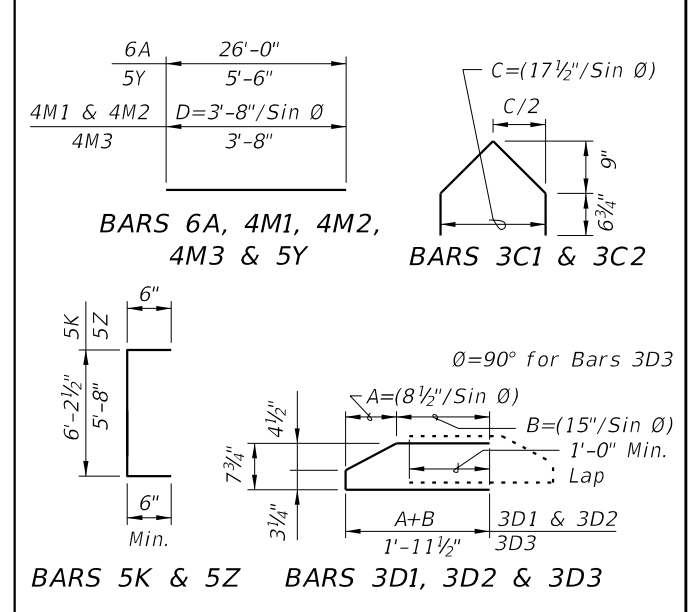 6A 26'-0"
5Y 5'-6"
4M1 & 4M2 D=3'-8"/Sin Ø
4M3 3'-8"
BARS 6A, 4M1, 4M2,
4M3 & 5Y
C=(17½"/Sin Ø)
C/2
9"
6¾"
BARS 3C1 & 3C2
6"
5K 5Z
6'-2½" 5'-8"
6"
Min.
BARS 5K & 5Z
Ø=90° for Bars 3D3
A=(8½"/Sin Ø)
B=(15"/Sin Ø)
1'-0" Min.
Lap
4½"
7¾"
3¼"
A+B 3D1 & 3D2
1'-11½" 3D3
BARS 3D1, 3D2 & 3D3